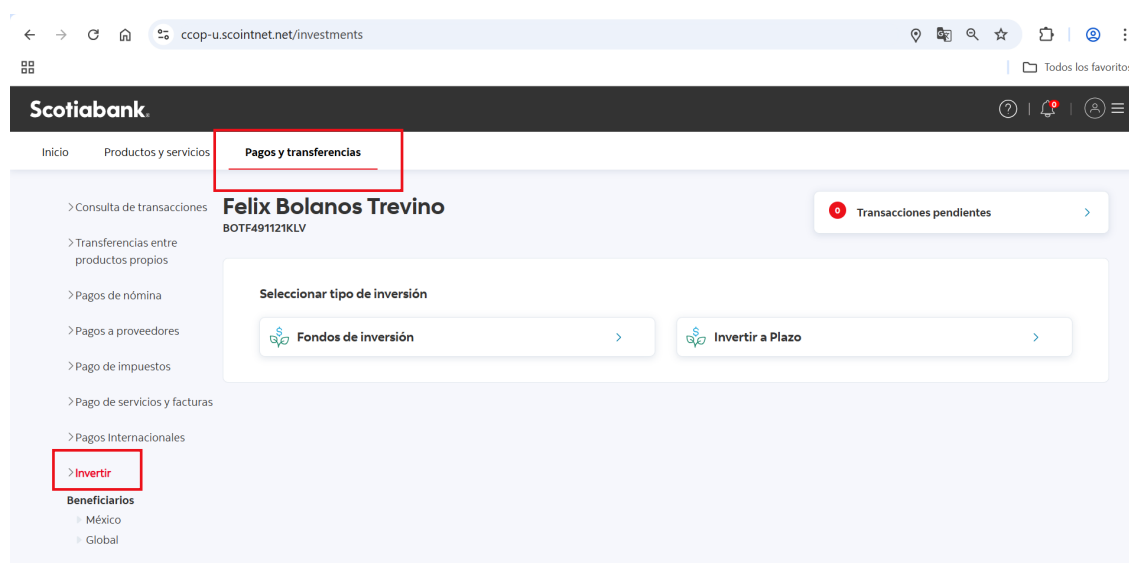 ccop-u.scointnet.net/investments
Todos los favoritos
Scotiabank®
0
Inicio
Productos y servicios
Pagos y transferencias
Consulta de transacciones
Transferencias entre
productos propios
Pagos de nómina
Pagos a proveedores
Pago de impuestos
Pago de servicios y facturas
Pagos Internacionales
Invertir
Beneficiarios
México
Global
Felix Bolanos Trevino
BOTF491121KLV
0 Transacciones pendientes
Seleccionar tipo de inversión
Fondos de inversión
Invertir a Plazo